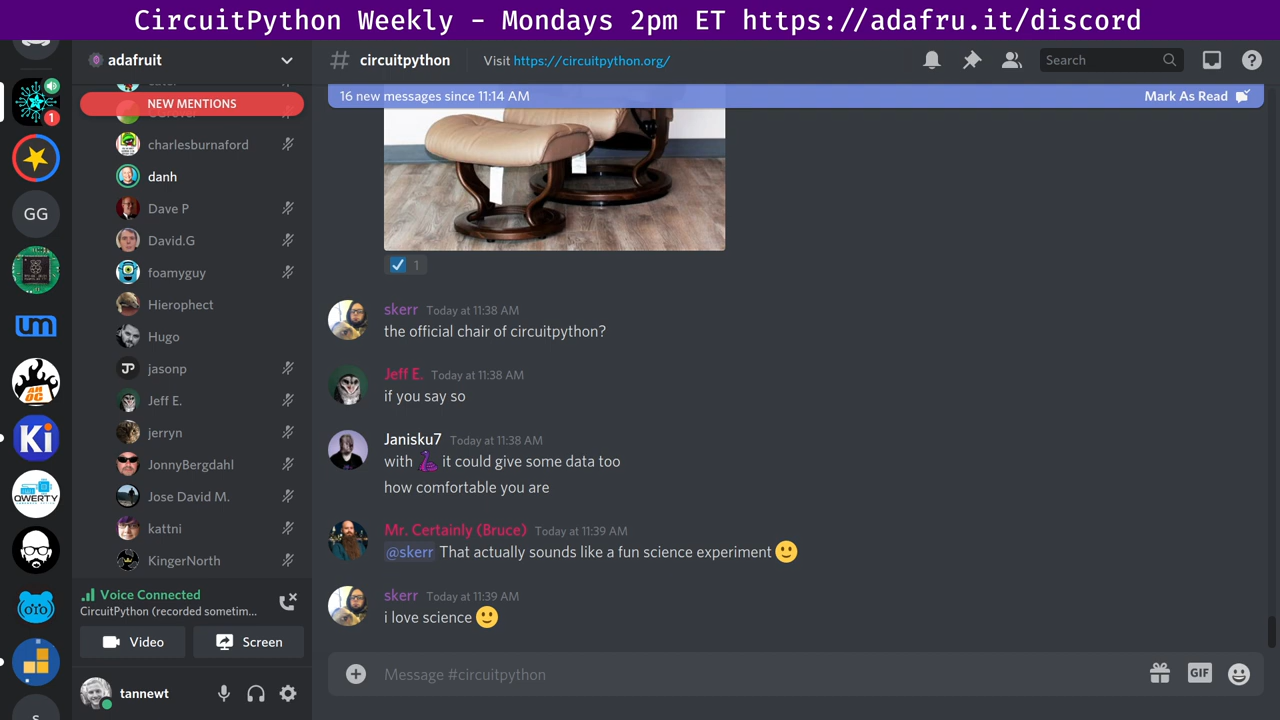 CircuitPython Weekly - Mondays 2pm ET https://adafru.it/discord
adafruit
circuitpython
Visit https://circuitpython.org/
Search
NEW MENTIONS
16 new messages since 11:14 AM
Mark As Read
1
GG
Ki
QWERTY
charlesburnaford
danh
Dave P
David.G
foamyguy
Hierophect
Hugo
JP
jasonp
Jeff E.
jerryn
JonnyBergdahl
Jose David M.
kattni
KingerNorth
Voice Connected
CircuitPython (recorded sometim...
Video
Screen
tannewt
1
skerr Today at 11:38 AM
the official chair of circuitpython?
Jeff E. Today at 11:38 AM
if you say so
Janisku7 Today at 11:38 AM
with it could give some data too
how comfortable you are
Mr. Certainly (Bruce) Today at 11:39 AM
@skerr That actually sounds like a fun science experiment
skerr Today at 11:39 AM
i love science
Message #circuitpython
GIF